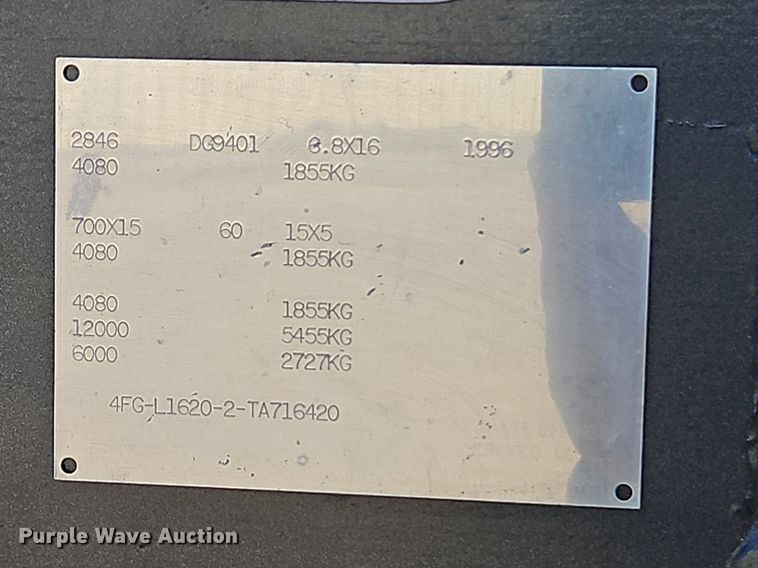 2846 DG9401 6.8X16 1996
4080 1855KG
700X15 60 15X5
4080 1855KG
4080 1855KG
12000 5455KG
6000 2727KG
4FG-L1620-2-TA716420
Purple Wave Auction